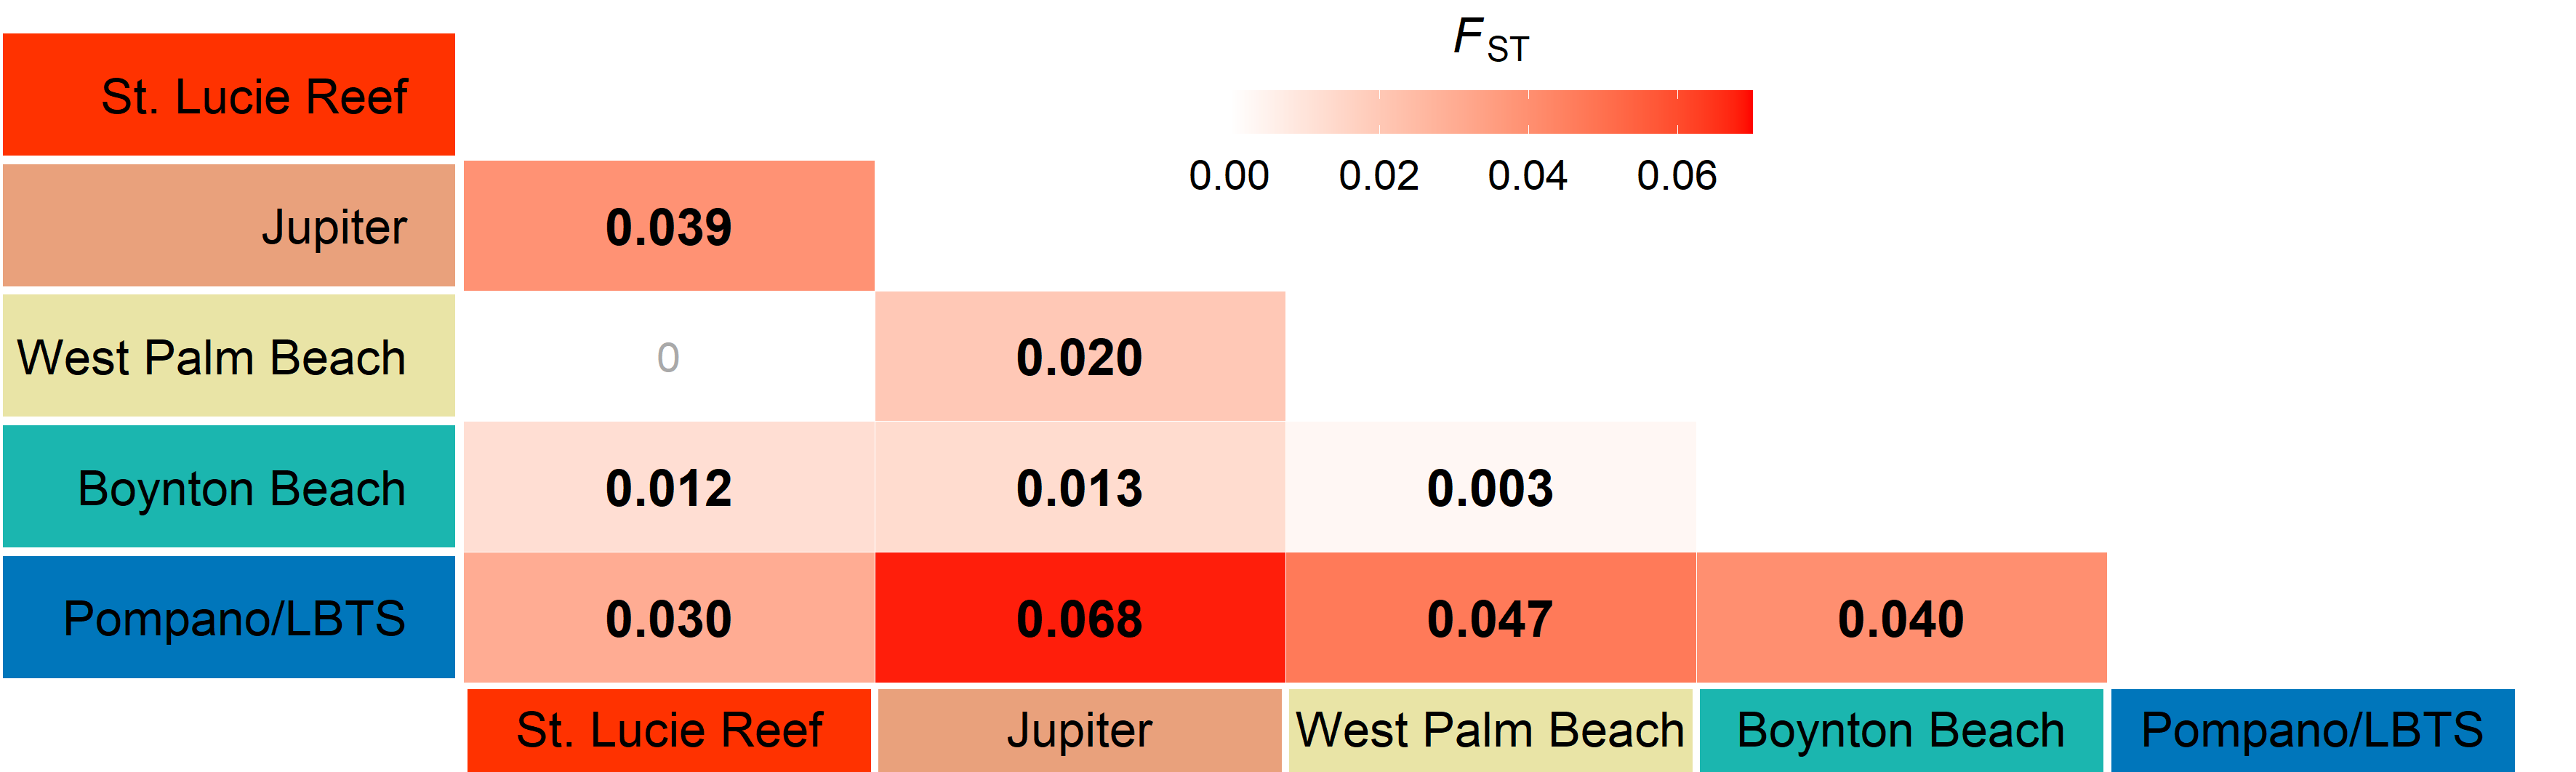 FST
0.00 0.02 0.04 0.06
St. Lucie Reef
Jupiter 0.039
West Palm Beach 0 0.020
Boynton Beach 0.012 0.013 0.003
Pompano/LBTS 0.030 0.068 0.047 0.040
St. Lucie Reef Jupiter West Palm Beach Boynton Beach Pompano/LBTS